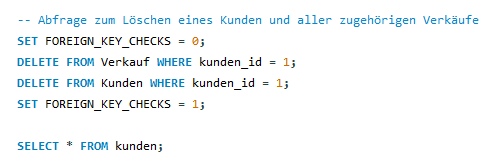 -- Abfrage zum Löschen eines Kunden und aller zugehörigen Verkäufe
SET FOREIGN_KEY_CHECKS = 0;
DELETE FROM Verkauf WHERE kunden_id = 1;
DELETE FROM Kunden WHERE kunden_id = 1;
SET FOREIGN_KEY_CHECKS = 1;
SELECT * FROM kunden;